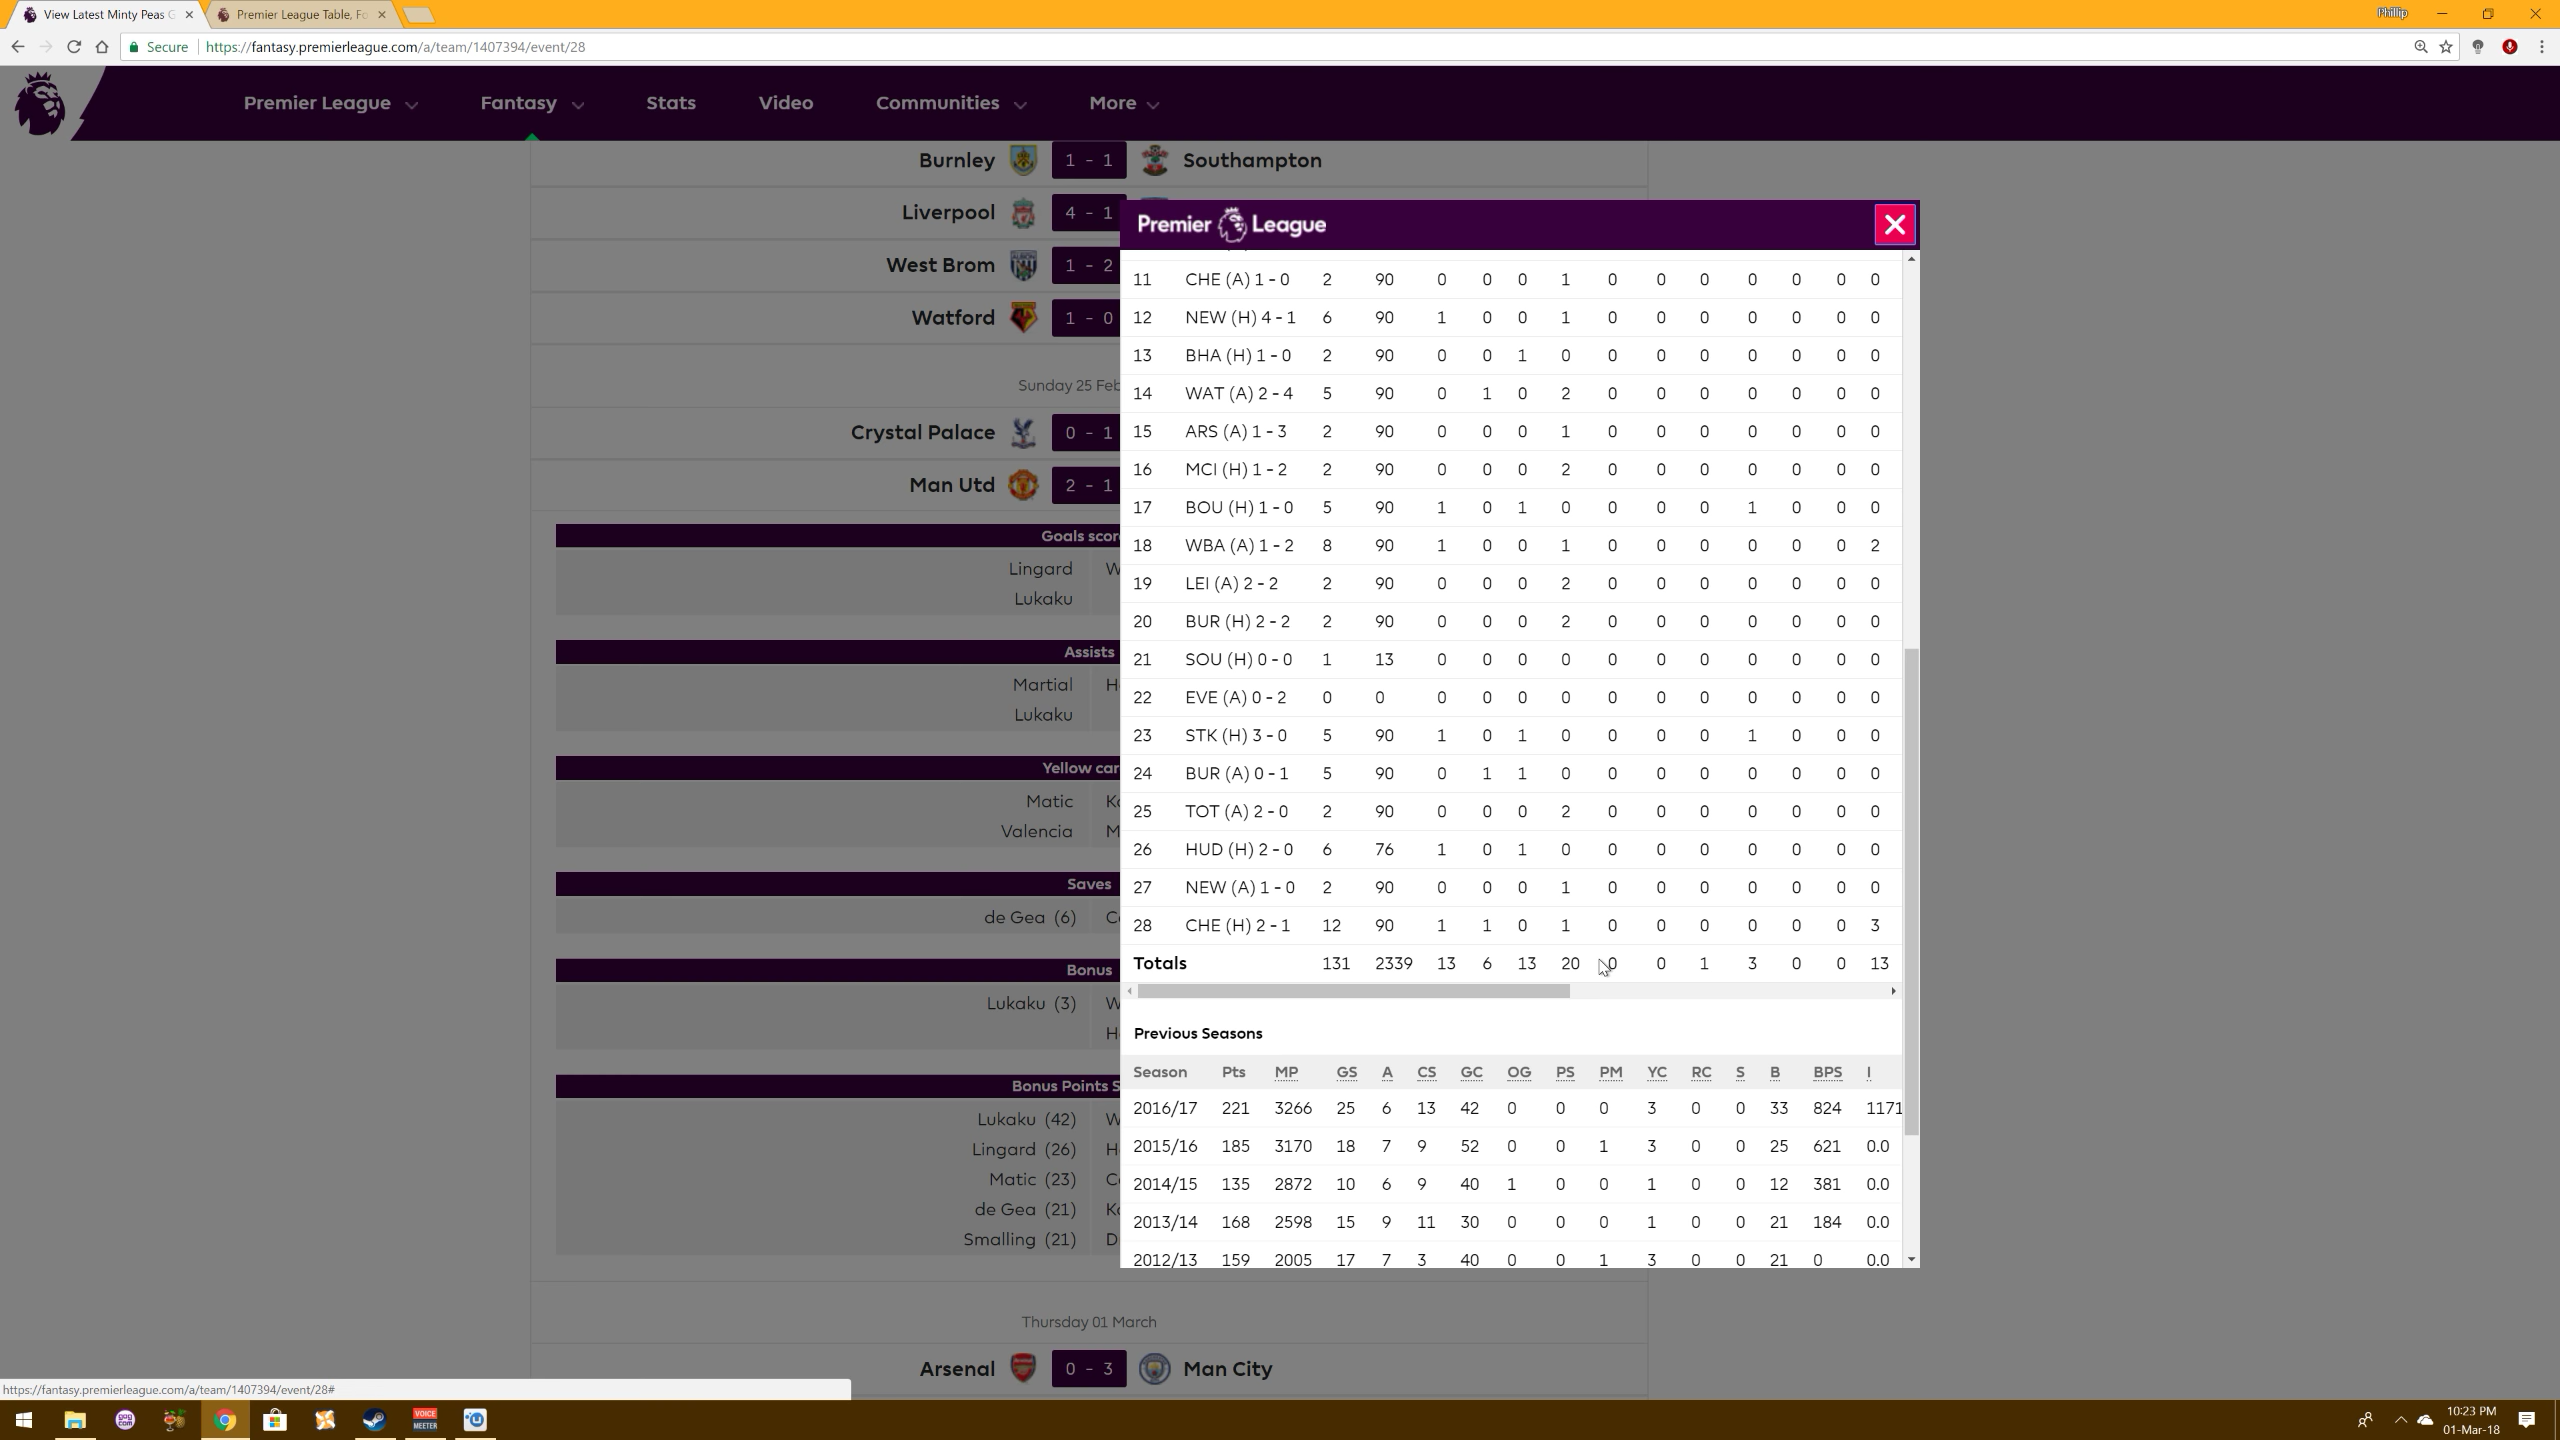 View Latest Minty Peas G
Premier League Table, Fo
Phillip
Secure https://fantasy.premierleague.com/a/team/1407394/event/28
Premier League Fantasy Stats Video Communities More
Burnley 1 - 1 Southampton
Liverpool 4 - 1
West Brom 1 - 2
Watford 1 - 0
Sunday 25 Feb
Crystal Palace 0 - 1
Man Utd 2 - 1
Goals scor
Lingard W
Lukaku
Assists
Martial H
Lukaku
Yellow car
Matic Ko
Valencia M
Saves
de Gea (6) C
Bonus
Lukaku (3) W
H
Bonus Points S
Lukaku (42) W
Lingard (26) H
Matic (23) C
de Gea (21) Ko
Smalling (21) D
Thursday 01 March
Arsenal 0 - 3 Man City
Premier League
11 CHE (A) 1 - 0 2 90 0 0 0 1 0 0 0 0 0 0 0
12 NEW (H) 4 - 1 6 90 1 0 0 1 0 0 0 0 0 0 0
13 BHA (H) 1 - 0 2 90 0 0 1 0 0 0 0 0 0 0 0
14 WAT (A) 2 - 4 5 90 0 1 0 2 0 0 0 0 0 0 0
15 ARS (A) 1 - 3 2 90 0 0 0 1 0 0 0 0 0 0 0
16 MCI (H) 1 - 2 2 90 0 0 0 2 0 0 0 0 0 0 0
17 BOU (H) 1 - 0 5 90 1 0 1 0 0 0 0 1 0 0 0
18 WBA (A) 1 - 2 8 90 1 0 0 1 0 0 0 0 0 0 2
19 LEI (A) 2 - 2 2 90 0 0 0 2 0 0 0 0 0 0 0
20 BUR (H) 2 - 2 2 90 0 0 0 2 0 0 0 0 0 0 0
21 SOU (H) 0 - 0 1 13 0 0 0 0 0 0 0 0 0 0 0
22 EVE (A) 0 - 2 0 0 0 0 0 0 0 0 0 0 0 0 0
23 STK (H) 3 - 0 5 90 1 0 1 0 0 0 0 1 0 0 0
24 BUR (A) 0 - 1 5 90 0 1 1 0 0 0 0 0 0 0 0
25 TOT (A) 2 - 0 2 90 0 0 0 2 0 0 0 0 0 0 0
26 HUD (H) 2 - 0 6 76 1 0 1 0 0 0 0 0 0 0 0
27 NEW (A) 1 - 0 2 90 0 0 0 1 0 0 0 0 0 0 0
28 CHE (H) 2 - 1 12 90 1 1 0 1 0 0 0 0 0 0 3
Totals 131 2339 13 6 13 20 0 0 1 3 0 0 13
Previous Seasons
Season Pts MP GS A CS GC OG PS PM YC RC S B BPS I
2016/17 221 3266 25 6 13 42 0 0 0 3 0 0 33 824 1171
2015/16 185 3170 18 7 9 52 0 0 1 3 0 0 25 621 0.0
2014/15 135 2872 10 6 9 40 1 0 0 1 0 0 12 381 0.0
2013/14 168 2598 15 9 11 30 0 0 0 1 0 0 21 184 0.0
2012/13 159 2005 17 7 3 40 0 0 1 3 0 0 21 0 0.0
https://fantasy.premierleague.com/a/team/1407394/event/28#
gog com
VOICE MEETER
10:23 PM
01-Mar-18